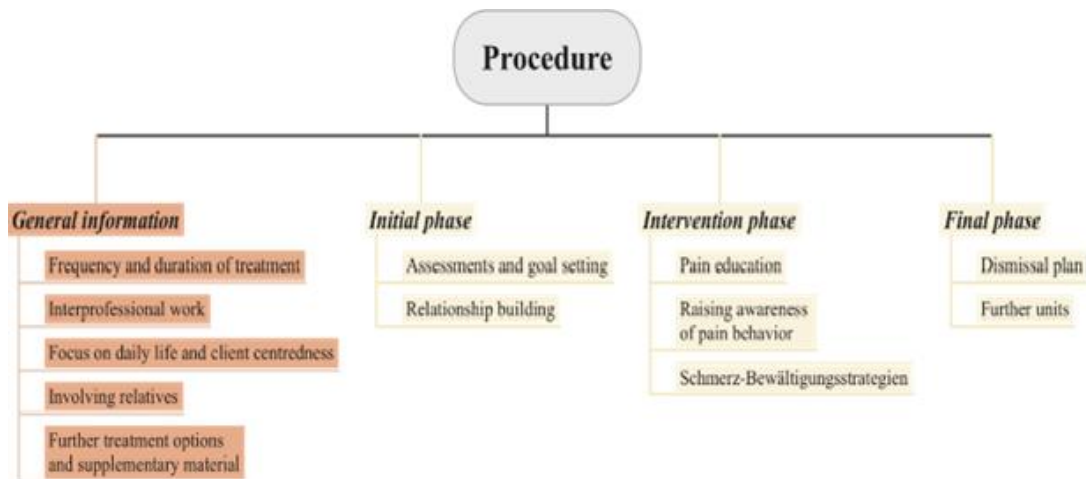 Procedure
General information
Frequency and duration of treatment
Interprofessional work
Focus on daily life and client centredness
Involving relatives
Further treatment options
and supplementary material
Initial phase
Assessments and goal setting
Relationship building
Intervention phase
Pain education
Raising awareness
of pain behavior
Schmerz-Bewältigungsstrategien
Final phase
Dismissal plan
Further units